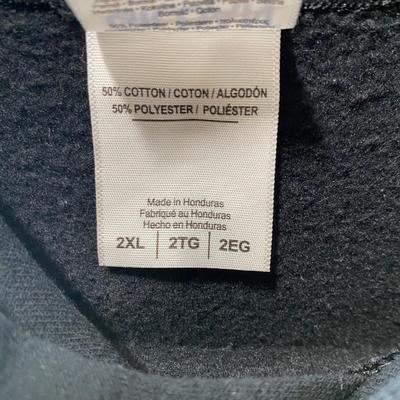 50% COTTON / COTON / ALGODÓN
50% POLYESTER / POLIÉSTER
Made in Honduras
Fabriqué au Honduras
Hecho en Honduras
2XL | 2TG | 2EG